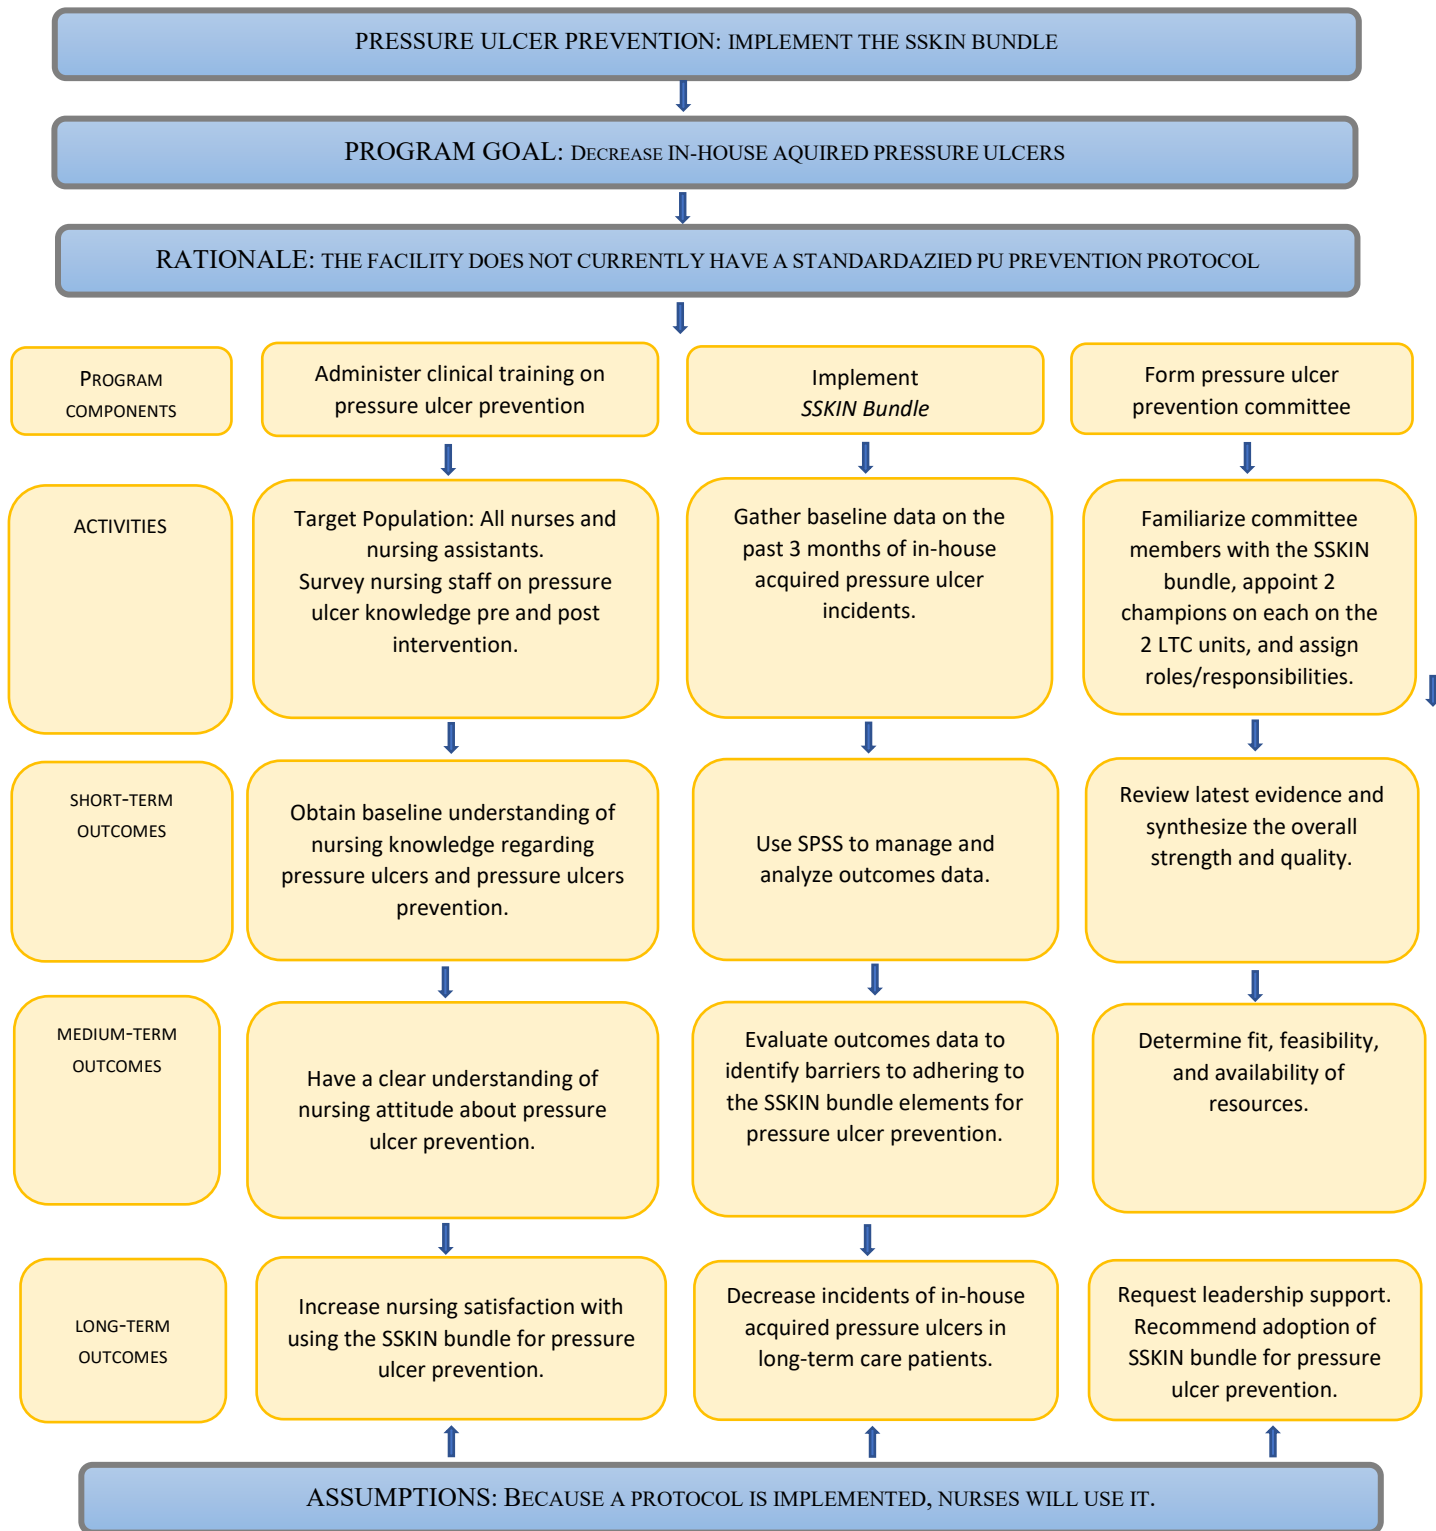 PRESSURE ULCER PREVENTION: IMPLEMENT THE SSKIN BUNDLE
PROGRAM GOAL: DECREASE IN-HOUSE AQUIRED PRESSURE ULCERS
RATIONALE: THE FACILITY DOES NOT CURRENTLY HAVE A STANDARDAZIED PU PREVENTION PROTOCOL
PROGRAM
COMPONENTS
Administer clinical training on
pressure ulcer prevention
Implement
SSKIN Bundle
Form pressure ulcer
prevention committee
ACTIVITIES
Target Population: All nurses and
nursing assistants.
Survey nursing staff on pressure
ulcer knowledge pre and post
intervention.
Gather baseline data on the
past 3 months of in-house
acquired pressure ulcer
incidents.
Familiarize committee
members with the SSKIN
bundle, appoint 2
champions on each on the
2 LTC units, and assign
roles/responsibilities.
SHORT-TERM
OUTCOMES
Obtain baseline understanding of
nursing knowledge regarding
pressure ulcers and pressure ulcers
prevention.
Use SPSS to manage and
analyze outcomes data.
Review latest evidence and
synthesize the overall
strength and quality.
MEDIUM-TERM
OUTCOMES
Have a clear understanding of
nursing attitude about pressure
ulcer prevention.
Evaluate outcomes data to
identify barriers to adhering to
the SSKIN bundle elements for
pressure ulcer prevention.
Determine fit, feasibility,
and availability of
resources.
LONG-TERM
OUTCOMES
Increase nursing satisfaction with
using the SSKIN bundle for pressure
ulcer prevention.
Decrease incidents of in-house
acquired pressure ulcers in
long-term care patients.
Request leadership support.
Recommend adoption of
SSKIN bundle for pressure
ulcer prevention.
ASSUMPTIONS: BECAUSE A PROTOCOL IS IMPLEMENTED, NURSES WILL USE IT.